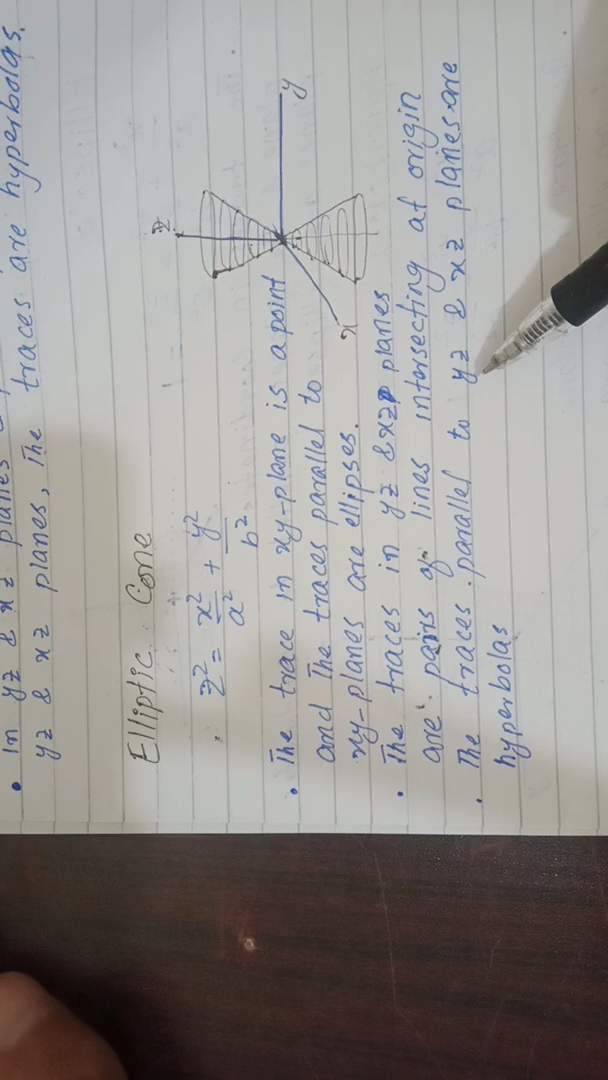 • In yz & xz planes
yz & xz planes, The traces are hyperbolas.
Elliptic Cone
z² = x²/a² + y²/b²
z
y
x
• The trace in xy-plane is a point
and The traces parallel to
xy-planes are ellipses.
• The traces in yz & xz planes
are pairs of lines intersecting at origin
• The traces parallel to yz & xz planes are
hyperbolas